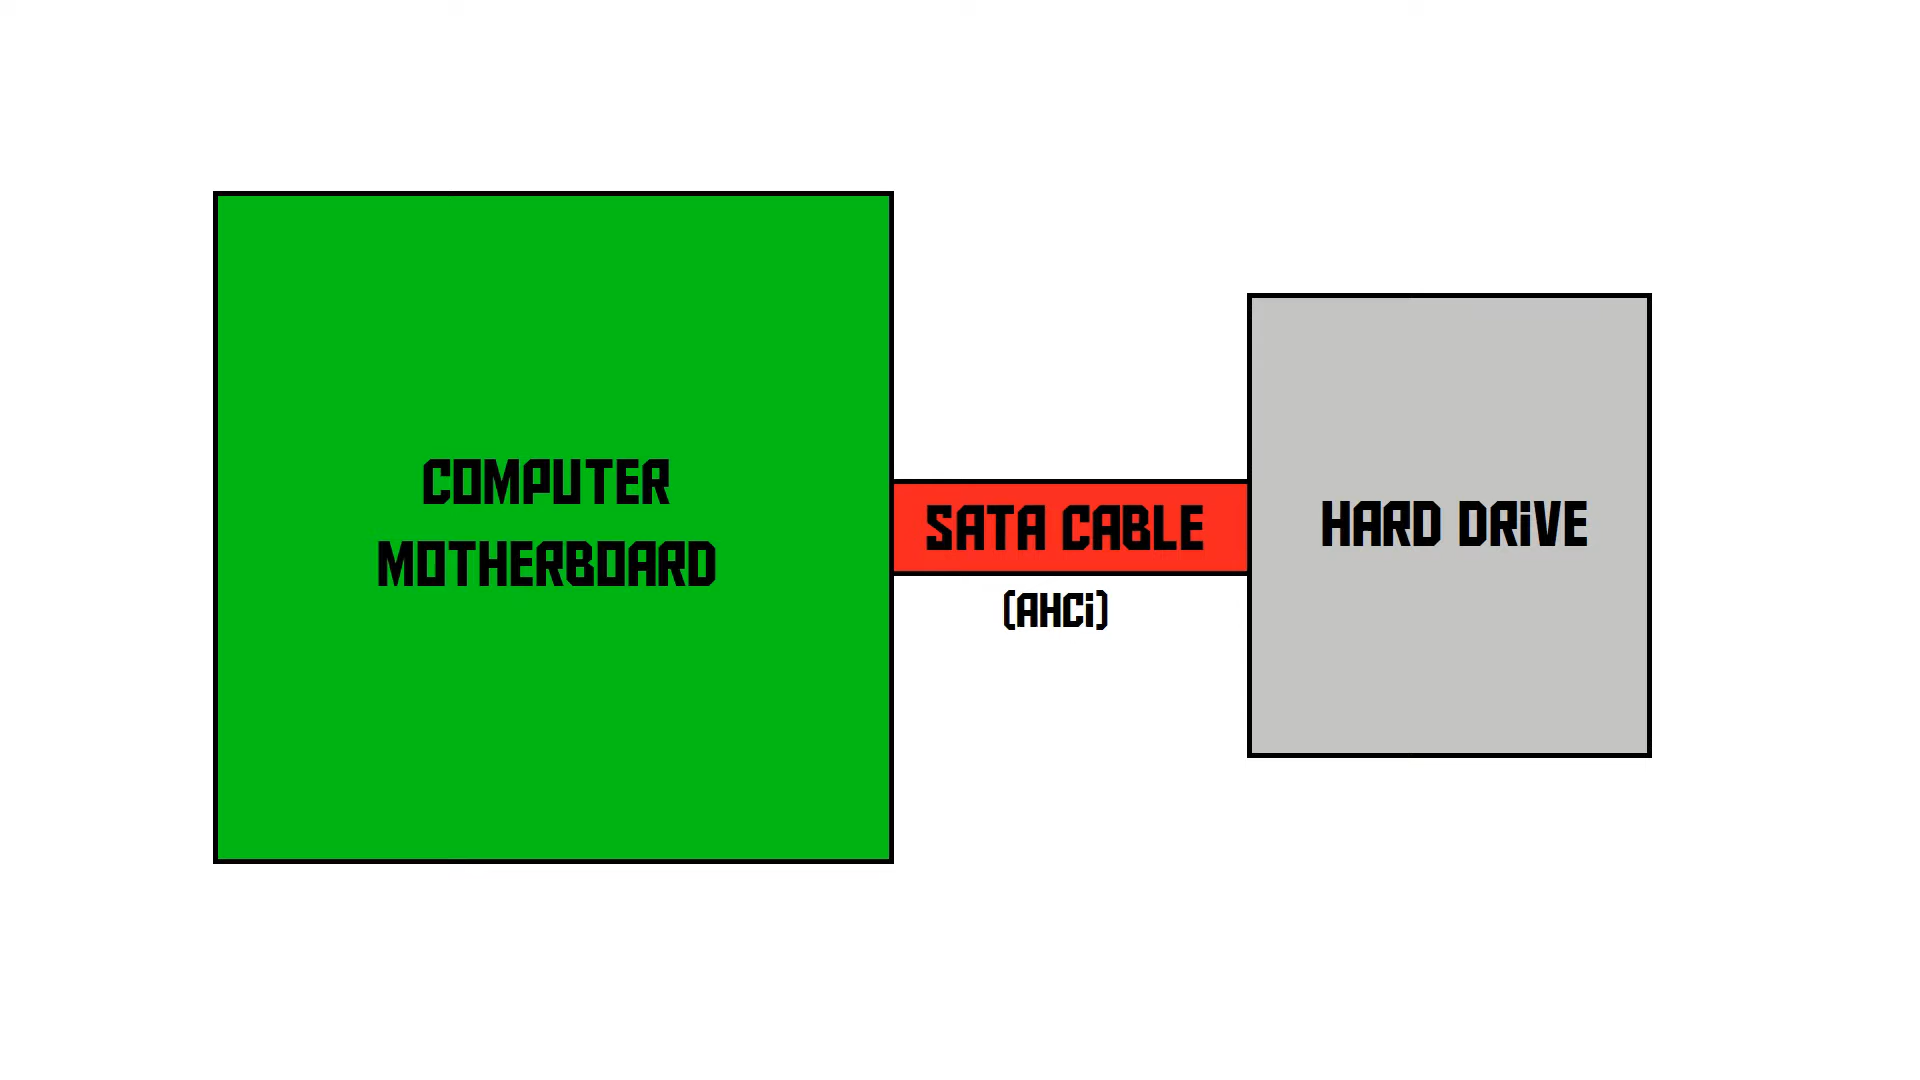 COMPUTER
MOTHERBOARD
SATA CABLE
(AHCi)
HARD DRiVE